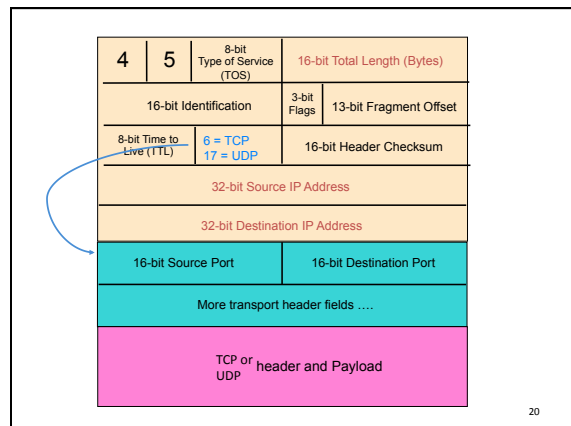 4
5
8-bit
Type of Service
(TOS)
16-bit Total Length (Bytes)
16-bit Identification
3-bit
Flags
13-bit Fragment Offset
8-bit Time to
Live (TTL)
6 = TCP
17 = UDP
16-bit Header Checksum
32-bit Source IP Address
32-bit Destination IP Address
16-bit Source Port
16-bit Destination Port
More transport header fields ….
TCP or
UDP
header and Payload
20